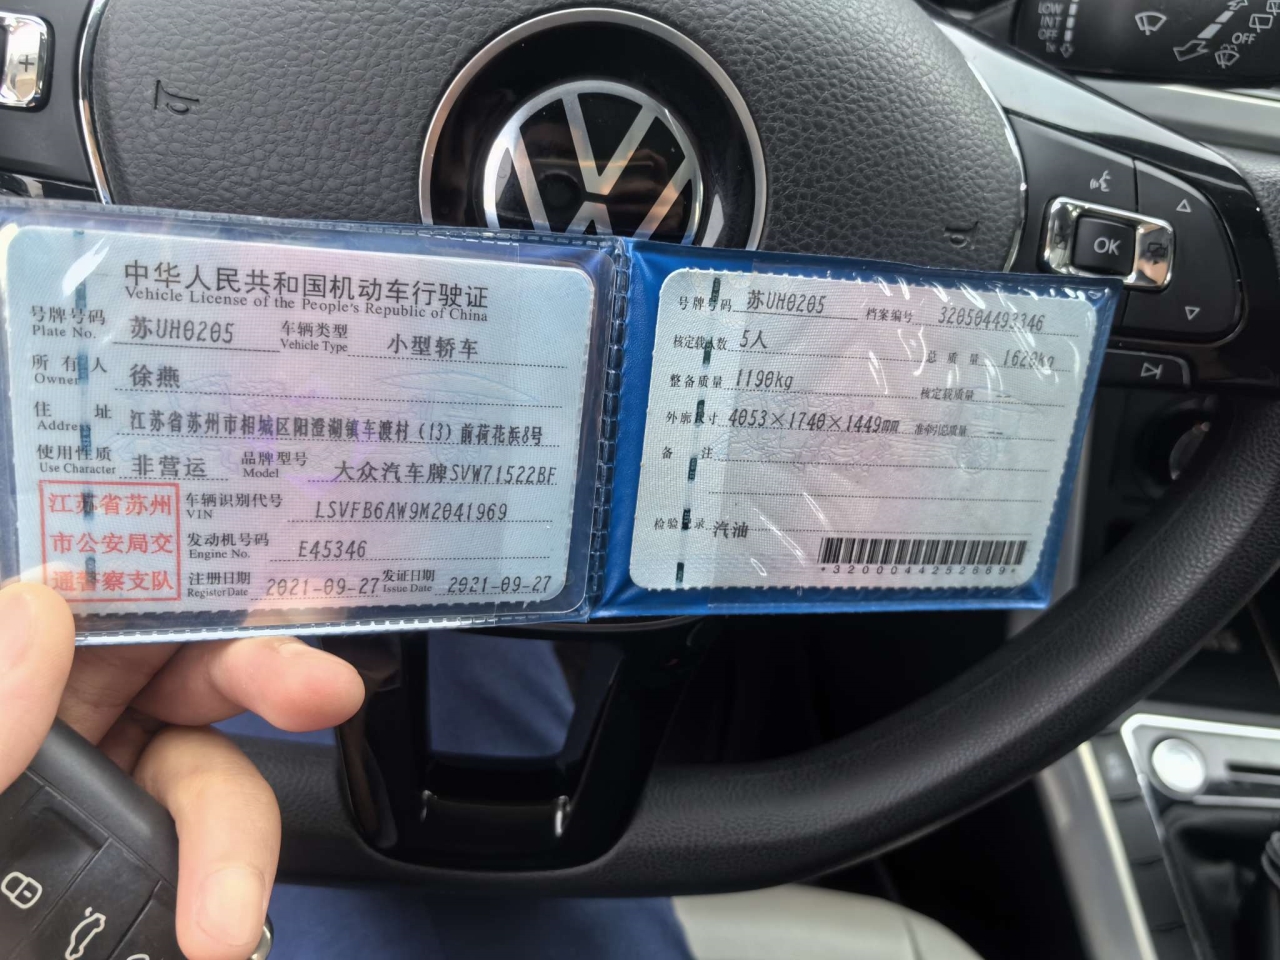 LOW
INT
OFF
1x
OFF
OK
中华人民共和国机动车行驶证
Vehicle License of the People's Republic of China
号牌号码 苏UH0205 车辆类型 小型轿车
Plate No. Vehicle Type
所有人 徐燕
Owner
住址 江苏省苏州市相城区阳澄湖镇车渡村(13)前荷花浜8号
Address
使用性质 非营运 品牌型号 大众汽车牌SVW71522BF
Use Character Model
江苏省苏州
市公安局交
通警察支队
车辆识别代号 LSVFB6AW9M2041969
VIN
发动机号码 E45346
Engine No.
注册日期 2021-09-27 发证日期 2021-09-27
Register Date Issue Date
号牌号码 苏UH0205 档案编号 320504493346
核定载人数 5人 总质量 1620kg
整备质量 1190kg 核定载质量 --
外廓尺寸 4053×1740×1449mm 准牵引总质量 --
备注
检验记录 汽油
*3200044252669*